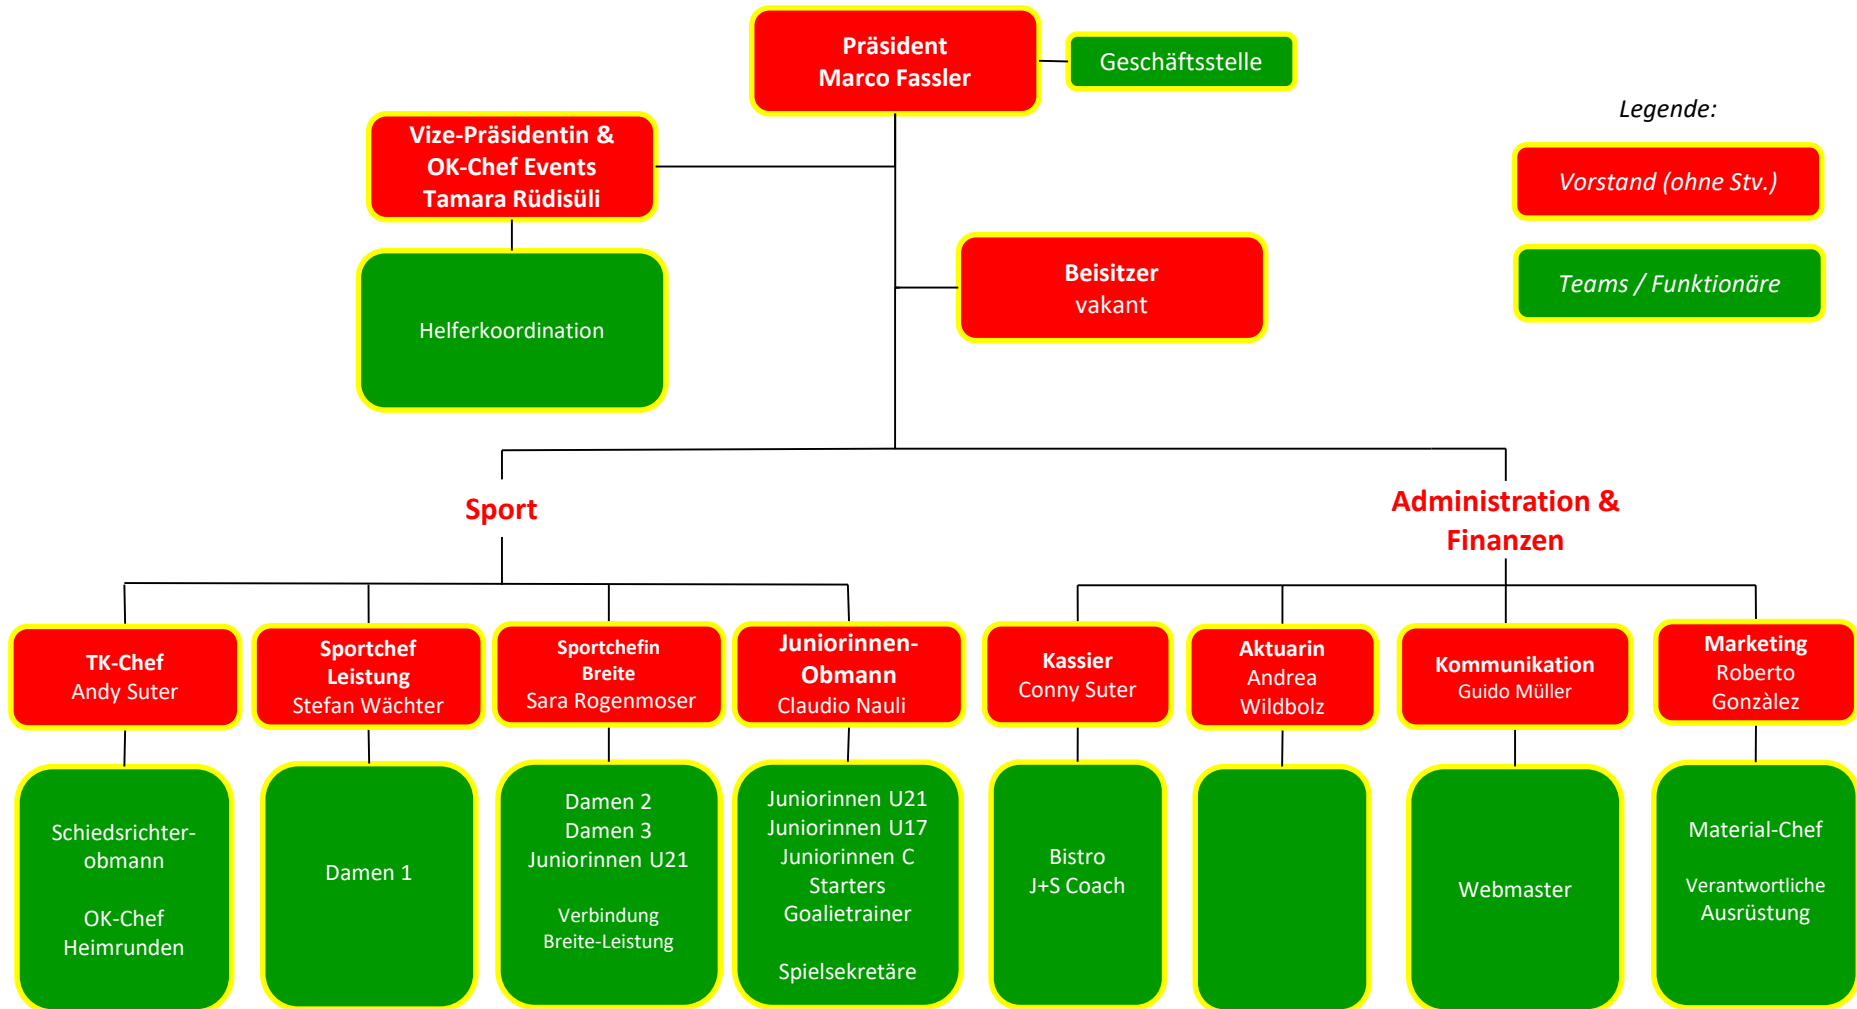 Präsident
Marco Fassler
Geschäftsstelle
Legende:
Vize-Präsidentin &
OK-Chef Events
Tamara Rüdisüli
Vorstand (ohne Stv.)
Beisitzer
vakant
Teams / Funktionäre
Helferkoordination
Sport
Administration &
Finanzen
TK-Chef
Andy Suter
Sportchef
Leistung
Stefan Wächter
Sportchefin
Breite
Sara Rogenmoser
Juniorinnen-
Obmann
Claudio Nauli
Kassier
Conny Suter
Aktuarin
Andrea
Wildbolz
Kommunikation
Guido Müller
Marketing
Roberto
Gonzàlez
Schiedsrichter-
obmann
OK-Chef
Heimrunden
Damen 1
Damen 2
Damen 3
Juniorinnen U21
Verbindung
Breite-Leistung
Juniorinnen U21
Juniorinnen U17
Juniorinnen C
Starters
Goalietrainer
Spielsekretäre
Bistro
J+S Coach
Webmaster
Material-Chef
Verantwortliche
Ausrüstung